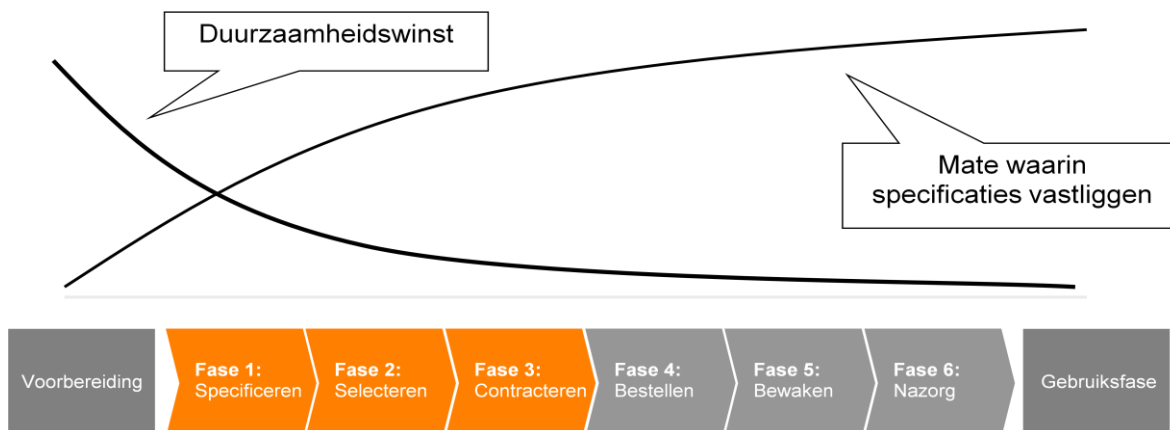 Duurzaamheidswinst
Mate waarin
specificaties vastliggen
Voorbereiding
Fase 1:
Specificeren
Fase 2:
Selecteren
Fase 3:
Contracteren
Fase 4:
Bestellen
Fase 5:
Bewaken
Fase 6:
Nazorg
Gebruiksfase